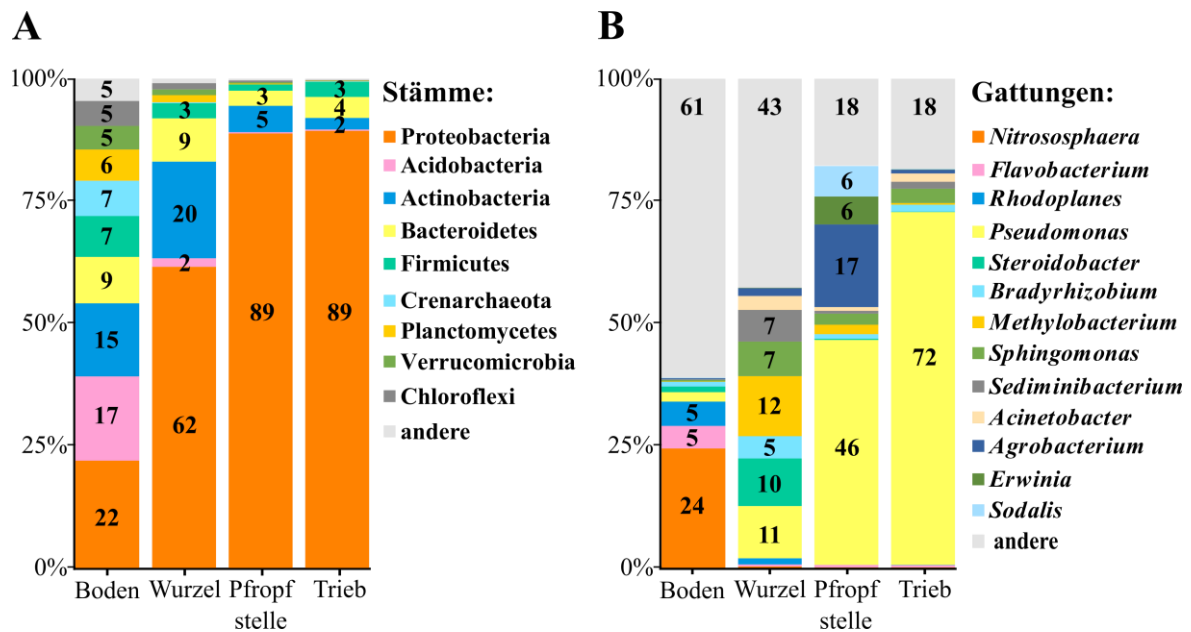 A
100%
75%
50%
25%
0%
5
5
5
6
7
7
9
15
17
22
3
9
20
2
62
3
5
89
3
4
2
89
Boden
Wurzel
Pfropf
stelle
Trieb
Stämme:
Proteobacteria
Acidobacteria
Actinobacteria
Bacteroidetes
Firmicutes
Crenarchaeota
Planctomycetes
Verrucomicrobia
Chloroflexi
andere
B
100%
75%
50%
25%
0%
61
5
5
24
43
7
7
12
5
10
11
18
6
6
17
46
18
72
Boden
Wurzel
Pfropf
stelle
Trieb
Gattungen:
Nitrososphaera
Flavobacterium
Rhodoplanes
Pseudomonas
Steroidobacter
Bradyrhizobium
Methylobacterium
Sphingomonas
Sediminibacterium
Acinetobacter
Agrobacterium
Erwinia
Sodalis
andere